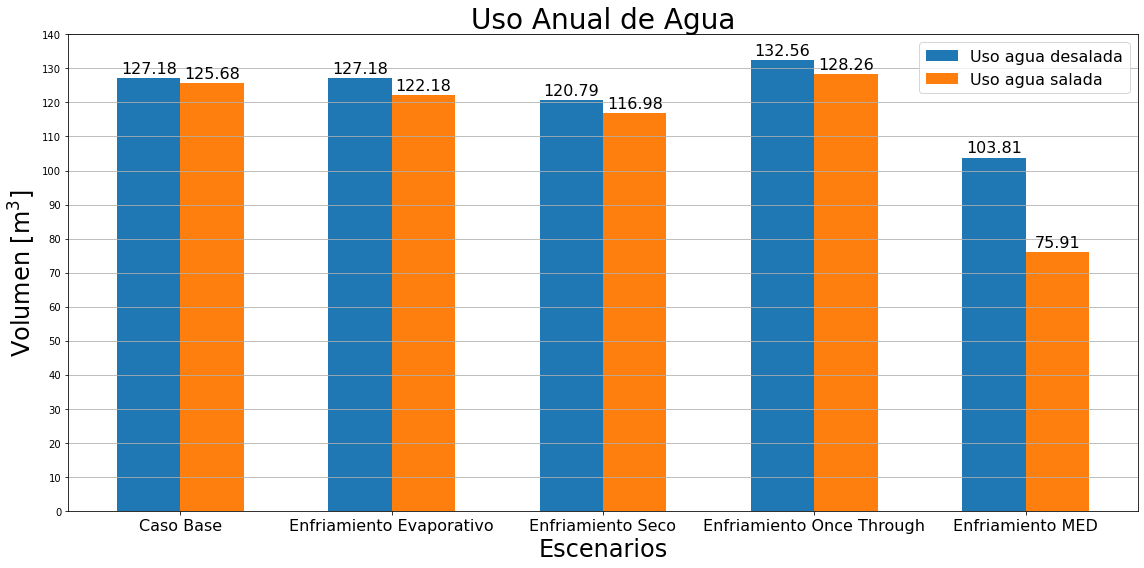 Uso Anual de Agua
Volumen [m³]
140
130
120
110
100
90
80
70
60
50
40
30
20
10
0
127.18 125.68
127.18 122.18
120.79 116.98
132.56 128.26
103.81 75.91
Uso agua desalada
Uso agua salada
Caso Base
Enfriamiento Evaporativo
Enfriamiento Seco
Enfriamiento Once Through
Enfriamiento MED
Escenarios